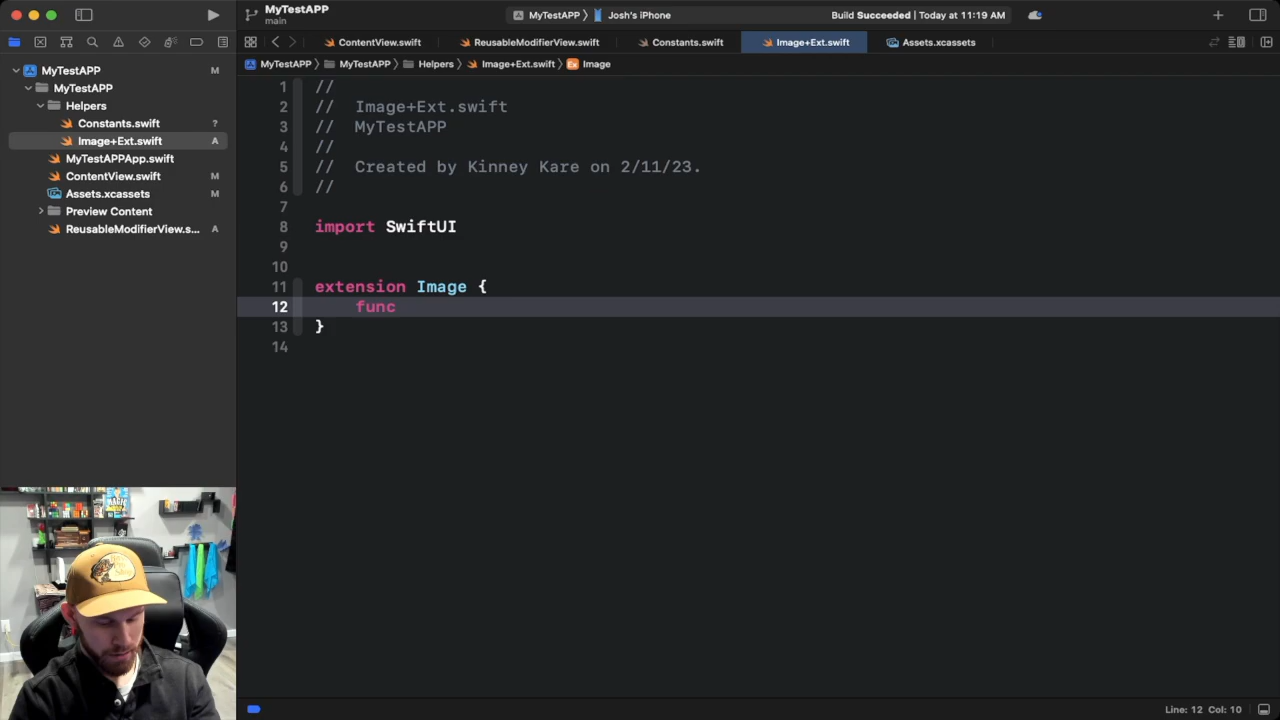 MyTestAPP
main
MyTestAPP 〉 Josh's iPhone
Build Succeeded | Today at 11:19 AM
ContentView.swift
ReusableModifierView.swift
Constants.swift
Image+Ext.swift
Assets.xcassets
MyTestAPP 〉 MyTestAPP 〉 Helpers 〉 Image+Ext.swift 〉 Ex Image
MyTestAPP M
MyTestAPP
Helpers
Constants.swift ?
Image+Ext.swift A
MyTestAPPApp.swift
ContentView.swift M
Assets.xcassets M
Preview Content
ReusableModifierView.s... A
1 //
2 //  Image+Ext.swift
3 //  MyTestAPP
4 //
5 //  Created by Kinney Kare on 2/11/23.
6 //
7
8 import SwiftUI
9
10
11 extension Image {
12     func
13 }
14
Line: 12 Col: 10